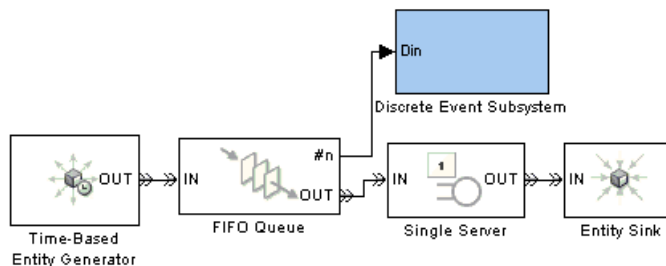 Din
Discrete Event Subsystem
OUT
Time-Based
Entity Generator
IN
#n
OUT
FIFO Queue
IN
1
OUT
Single Server
IN
Entity Sink